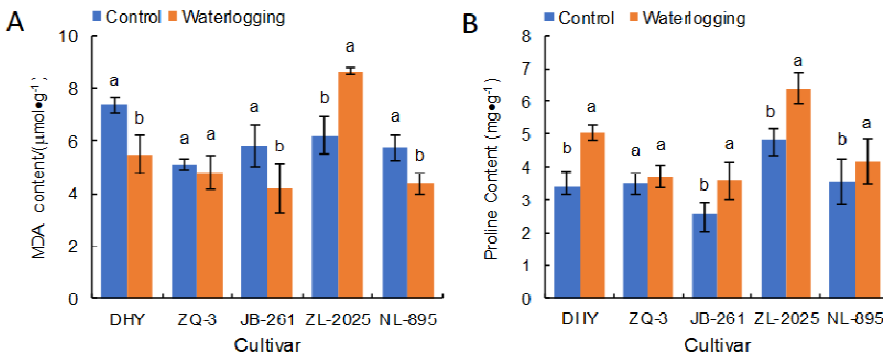 A
Control Waterlogging
MDA content/(μmol•g-1)
10
8
6
4
2
0
a b a a a b b a a b
DHY ZQ-3 JB-261 ZL-2025 NL-895
Cultivar
B
Control Waterlogging
Proline Content (mg•g-1)
8
7
6
5
4
3
2
1
0
b a a a b a b a b a
DHY ZQ-3 JB-261 ZL-2025 NL-895
Cultivar